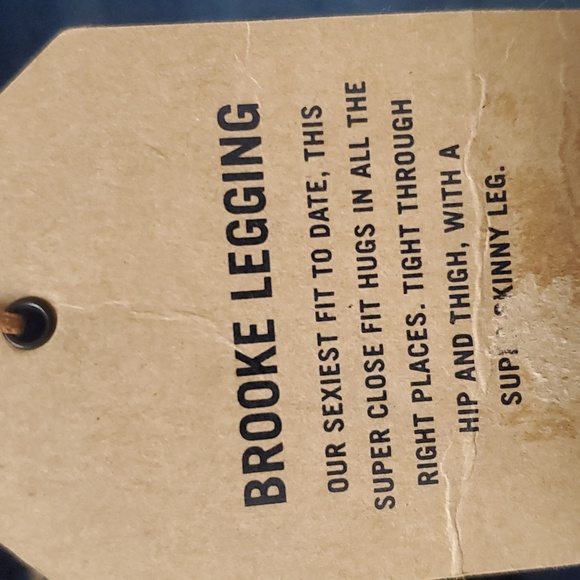 BROOKE LEGGING
OUR SEXIEST FIT TO DATE, THIS
SUPER CLOSE FIT HUGS IN ALL THE
RIGHT PLACES. TIGHT THROUGH
HIP AND THIGH, WITH A
SKINNY LEG.